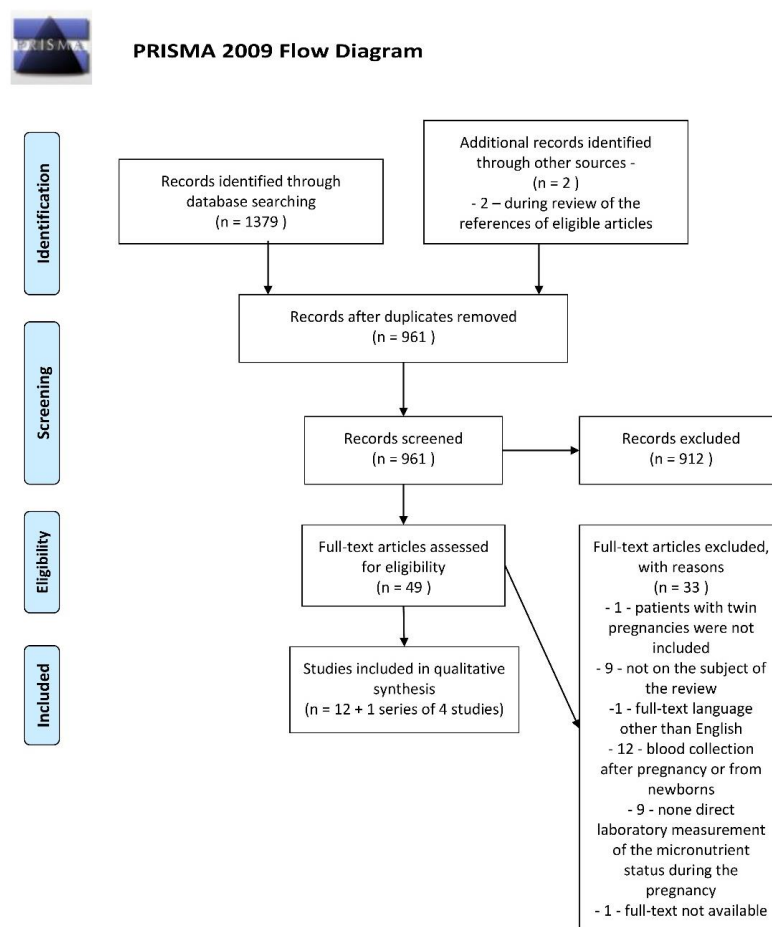 PRISMA
PRISMA 2009 Flow Diagram
Identification
Records identified through
database searching
(n = 1379 )
Additional records identified
through other sources -
(n = 2 )
- 2 – during review of the
references of eligible articles
Records after duplicates removed
(n = 961 )
Screening
Records screened
(n = 961 )
Records excluded
(n = 912 )
Eligibility
Full-text articles assessed
for eligibility
(n = 49 )
Full-text articles excluded,
with reasons
(n = 33 )
- 1 - patients with twin
pregnancies were not
included
- 9 - not on the subject of
the review
-1 - full-text language
other than English
- 12 - blood collection
after pregnancy or from
newborns
- 9 - none direct
laboratory measurement
of the micronutrient
status during the
pregnancy
- 1 - full-text not available
Included
Studies included in qualitative
synthesis
(n = 12 + 1 series of 4 studies)